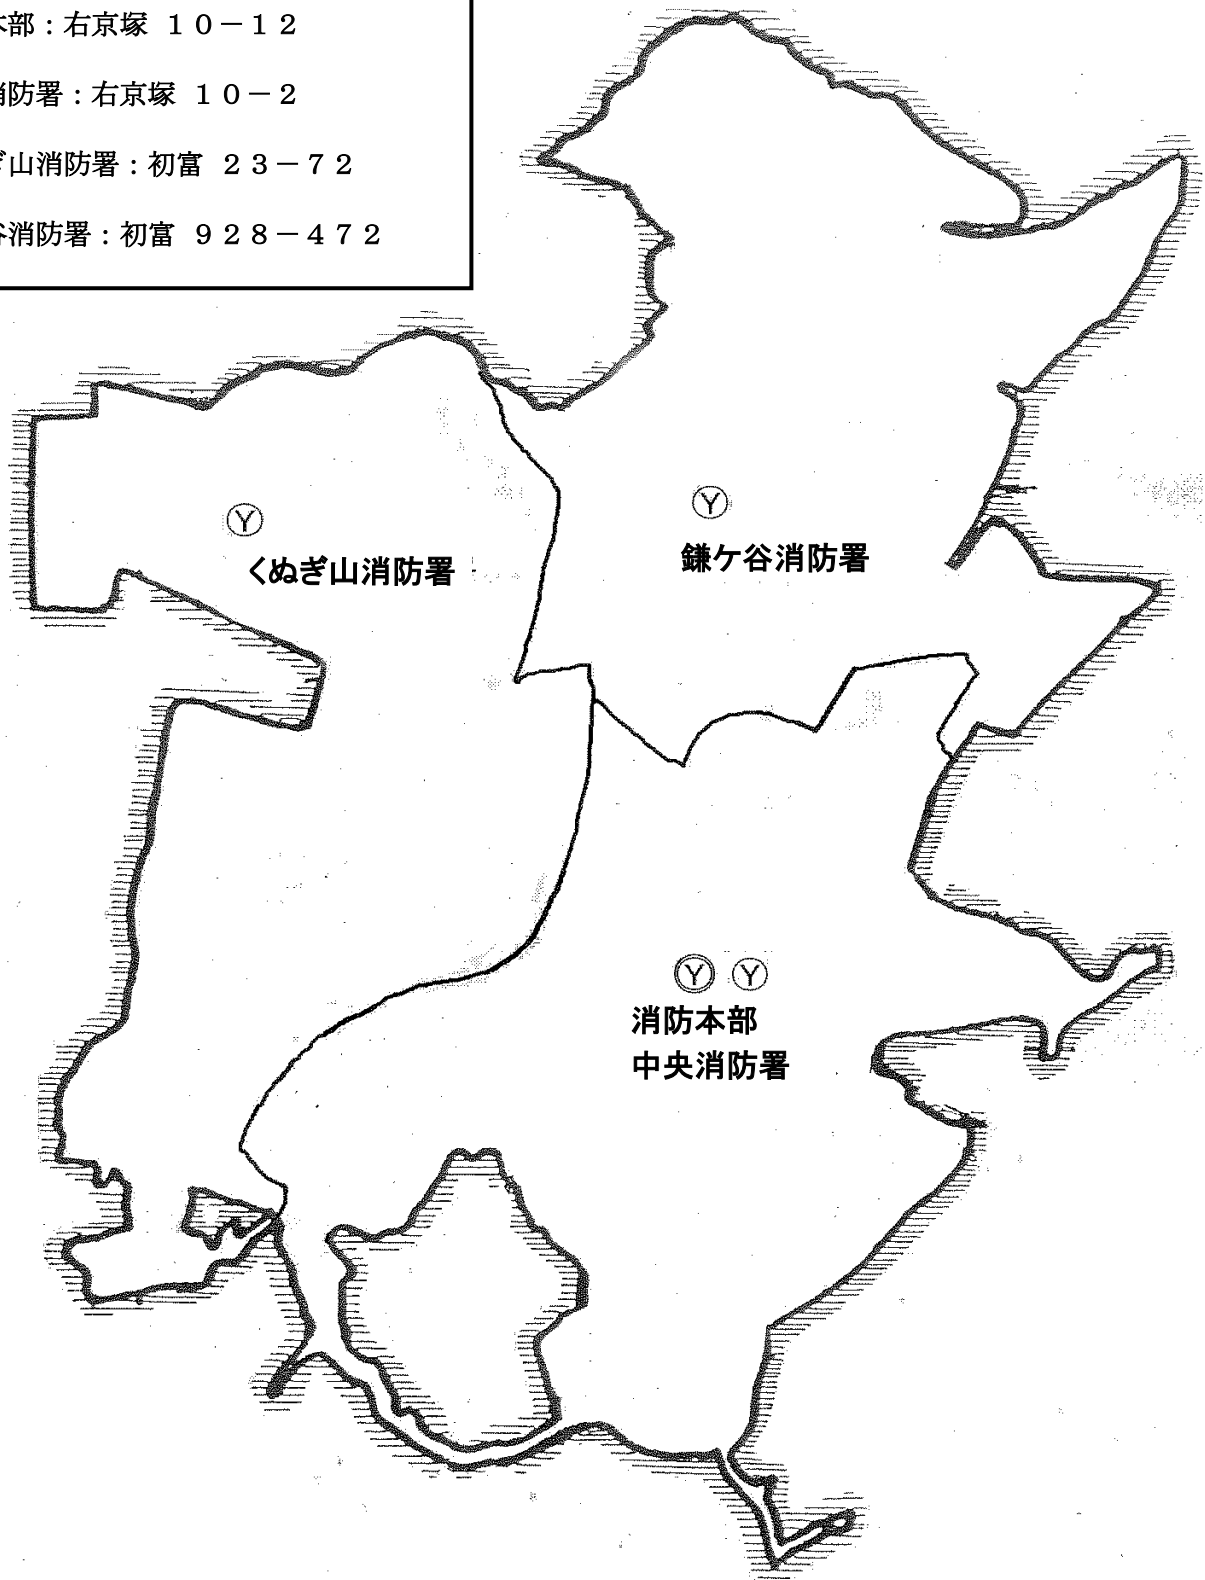 本部：右京塚 １０－１２
消防署：右京塚 １０－２
ぎ山消防署：初富 ２３－７２
谷消防署：初富 ９２８－４７２
Y
くぬぎ山消防署
Y
鎌ケ谷消防署
Y Y
消防本部
中央消防署